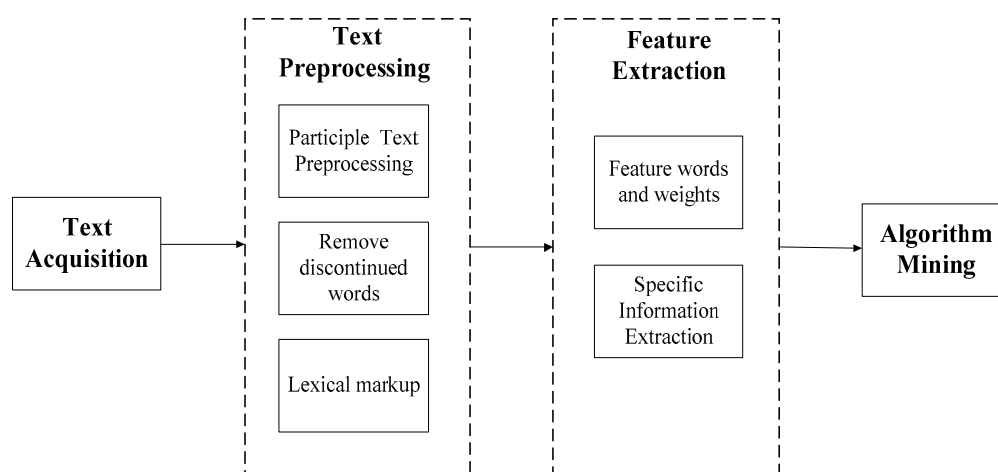 Text
Acquisition
Text
Preprocessing
Participle Text
Preprocessing
Remove
discontinued
words
Lexical markup
Feature
Extraction
Feature words
and weights
Specific
Information
Extraction
Algorithm
Mining